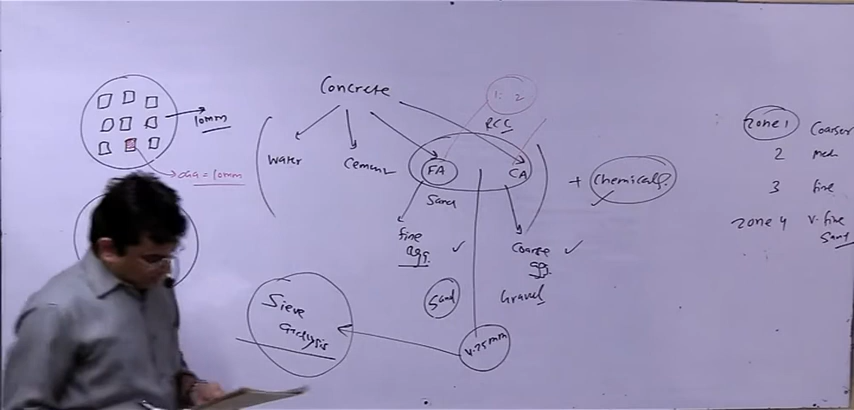 Concrete
1: 2
RCC
10mm
dia = 10mm
Water
Cement
FA
CA
+ Chemicals.
Sand
fine
agg.
Coarse
agg.
Sand
Gravel
Sieve
analysis
4.75mm
Zone 1 Coarser
2 med
3 fine
Zone 4 v. fine
Sand